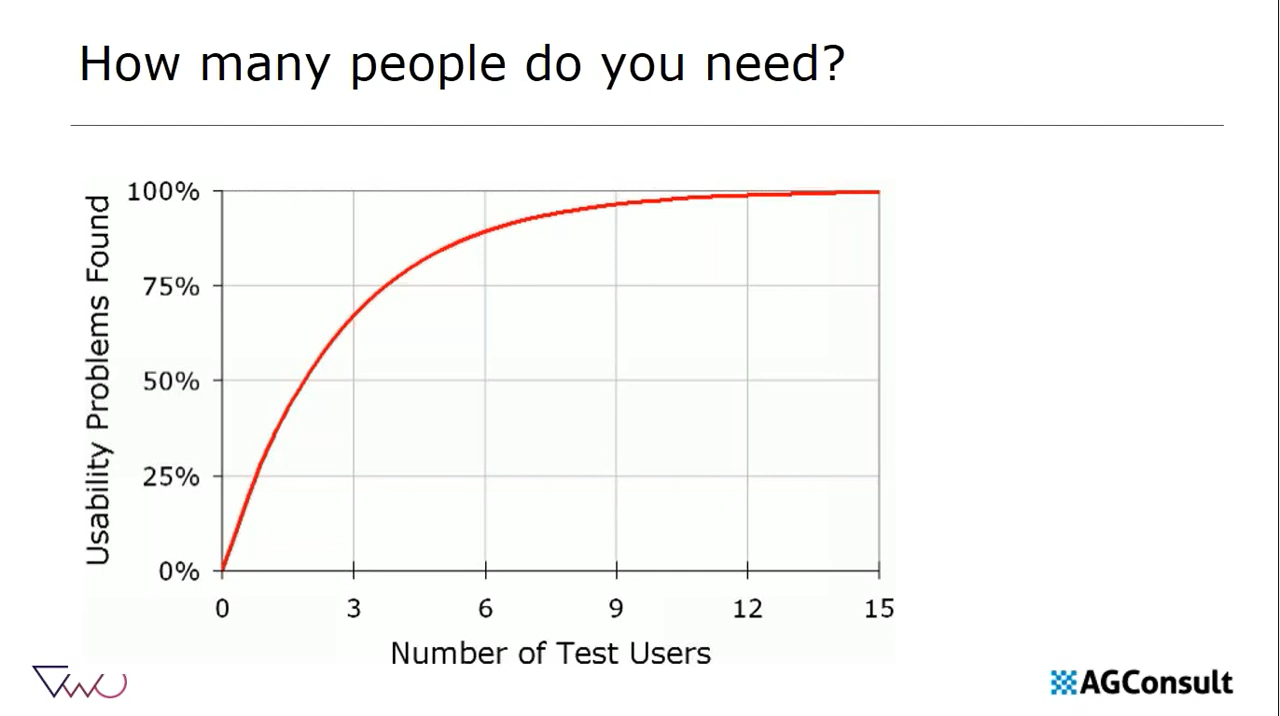 How many people do you need?
Usability Problems Found
100%
75%
50%
25%
0%
0 3 6 9 12 15
Number of Test Users
VWO
AGConsult